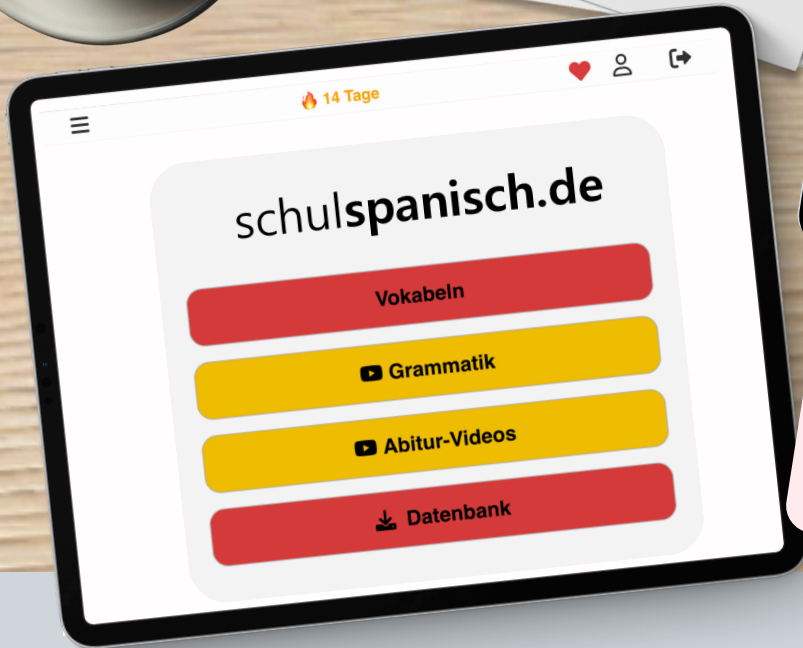 14 Tage
schulspanisch.de
Vokabeln
Grammatik
Abitur-Videos
Datenbank